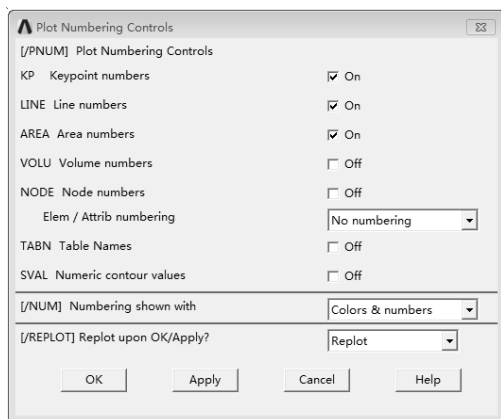 Plot Numbering Controls
[/PNUM] Plot Numbering Controls
KP Keypoint numbers On
LINE Line numbers On
AREA Area numbers On
VOLU Volume numbers Off
NODE Node numbers Off
Elem / Attrib numbering No numbering
TABN Table Names Off
SVAL Numeric contour values Off
[/NUM] Numbering shown with Colors & numbers
[/REPLOT] Replot upon OK/Apply? Replot
OK Apply Cancel Help